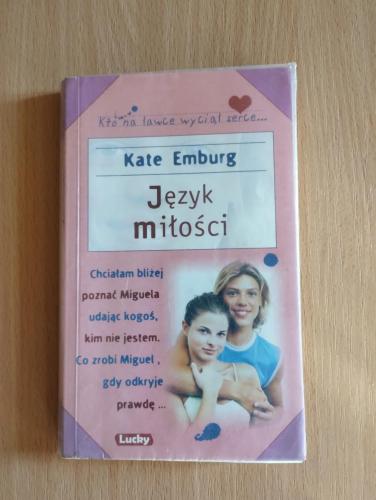 Kto na ławce wyciął serce...
Kate Emburg
Język
miłości
Chciałam bliżej
poznać Miguela
udając kogoś,
kim nie jestem.
Co zrobi Miguel ,
gdy odkryje
prawdę ...
Lucky